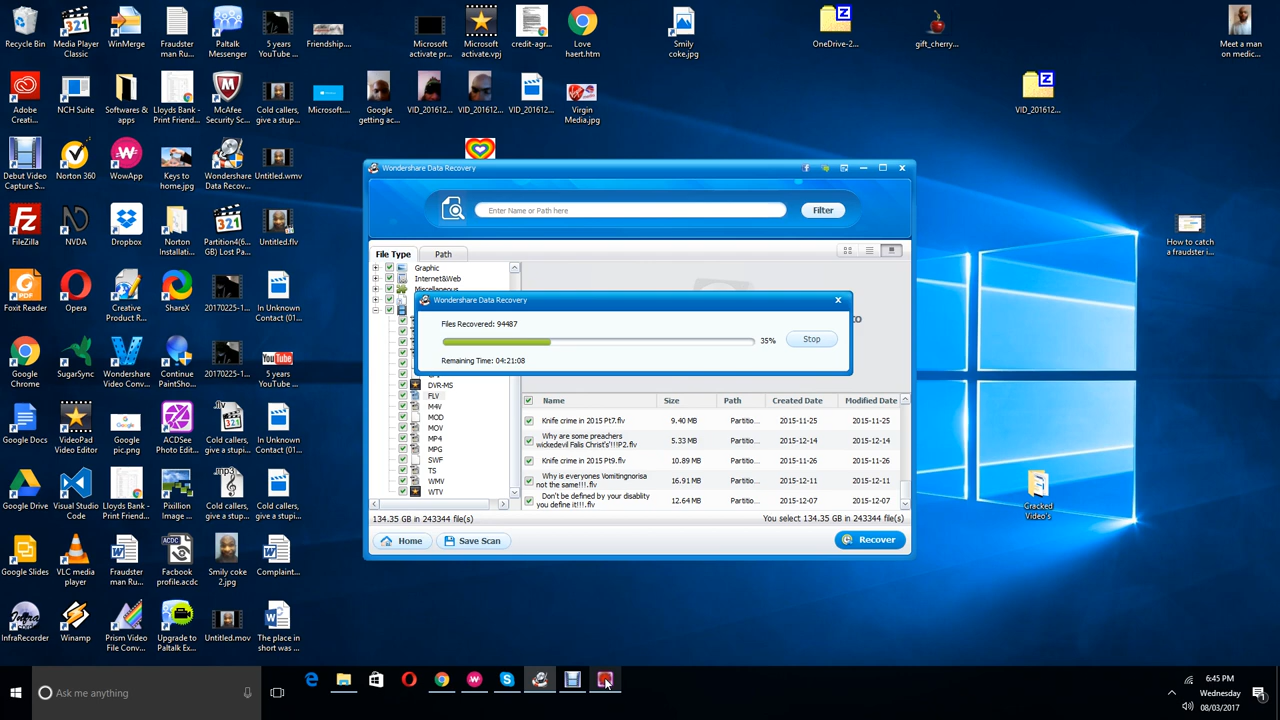 Recycle Bin
Media Player
Classic
WinMerge
Fraudster
man Ru...
Paltalk
Messenger
5 years
YouTube ...
Friendship....
Microsoft
activate pr...
Microsoft
activate.vpj
credit-agr...
Love
haert.htm
Smily
coke.jpg
OneDrive-2...
gift_cherry...
Meet a man
on medic...
Adobe
Creati...
NCH Suite
Softwares &
apps
Lloyds Bank -
Print Friend...
McAfee
Security Sc...
Cold callers,
give a stup...
Microsoft....
Google
getting ac...
VID_201612...
VID_201612...
VID_201612...
Virgin
Media.jpg
VID_201612...
Debut Video
Capture S...
Norton 360
WowApp
Keys to
home.jpg
Wondershare
Data Recov...
Untitled.wmv
FileZilla
NVDA
Dropbox
Norton
Installati...
Partition4(6...
GB) Lost Pa...
Untitled.flv
How to catch
a fraudster i...
Foxit Reader
Opera
Creative
Product R...
ShareX
20170225-1...
In Unknown
Contact (01...
Google
Chrome
SugarSync
Wondershare
Video Conv...
Continue
PaintSho...
20170225-1...
5 years
YouTube ...
Google Docs
VideoPad
Video Editor
Google
pic.png
ACDSee
Photo Edit...
Cold callers,
give a stup...
In Unknown
Contact (01...
Google Drive
Visual Studio
Code
Lloyds Bank -
Print Friend...
Pixillion
Image ...
Cold callers,
give a stup...
Cold callers,
give a stup...
Cracked
Video's
Google Slides
VLC media
player
Fraudster
man Ru...
Facbook
profile.acdc
Smily coke
2.jpg
Complaint...
InfraRecorder
Winamp
Prism Video
File Conv...
Upgrade to
Paltalk Ex...
Untitled.mov
The place in
short was ...
Wondershare Data Recovery
Enter Name or Path here
Filter
File Type
Path
Graphic
Internet&Web
Miscellaneous
Wondershare Data Recovery
Files Recovered: 94487
35%
Stop
Remaining Time: 04:21:08
DVR-MS
FLV
M4V
MOD
MOV
MP4
MPG
SWF
TS
WMV
WTV
Name Size Path Created Date Modified Date
Knife crime in 2015 Pt7.flv 9.40 MB Partitio... 2015-11-25 2015-11-25
Why are some preachers
wickedevil Falis Christ's'!!!P2.flv 5.33 MB Partitio... 2015-12-14 2015-12-14
Knife crime in 2015 Pt9.flv 10.89 MB Partitio... 2015-11-26 2015-11-26
Why is everyones Vomitingnorisa
not the same!!!.flv 16.91 MB Partitio... 2015-12-11 2015-12-11
Don't be defined by your disablity
you define it!!!.flv 12.64 MB Partitio... 2015-12-07 2015-12-07
134.35 GB in 243344 file(s)
You select 134.35 GB in 243344 file(s)
Home
Save Scan
Recover
Ask me anything
6:45 PM
Wednesday
08/03/2017